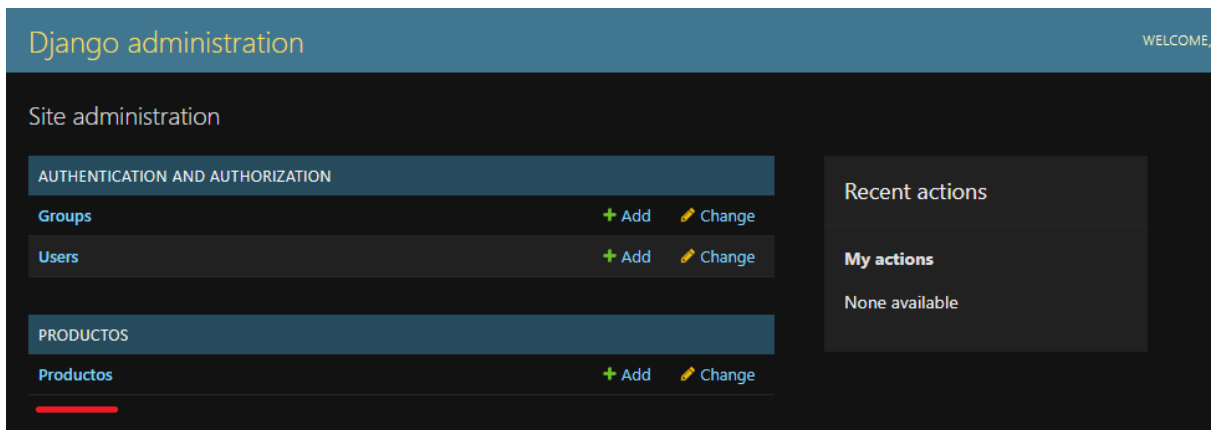 Django administration
WELCOME,
Site administration
AUTHENTICATION AND AUTHORIZATION
Groups
Add
Change
Users
Add
Change
PRODUCTOS
Productos
Add
Change
Recent actions
My actions
None available